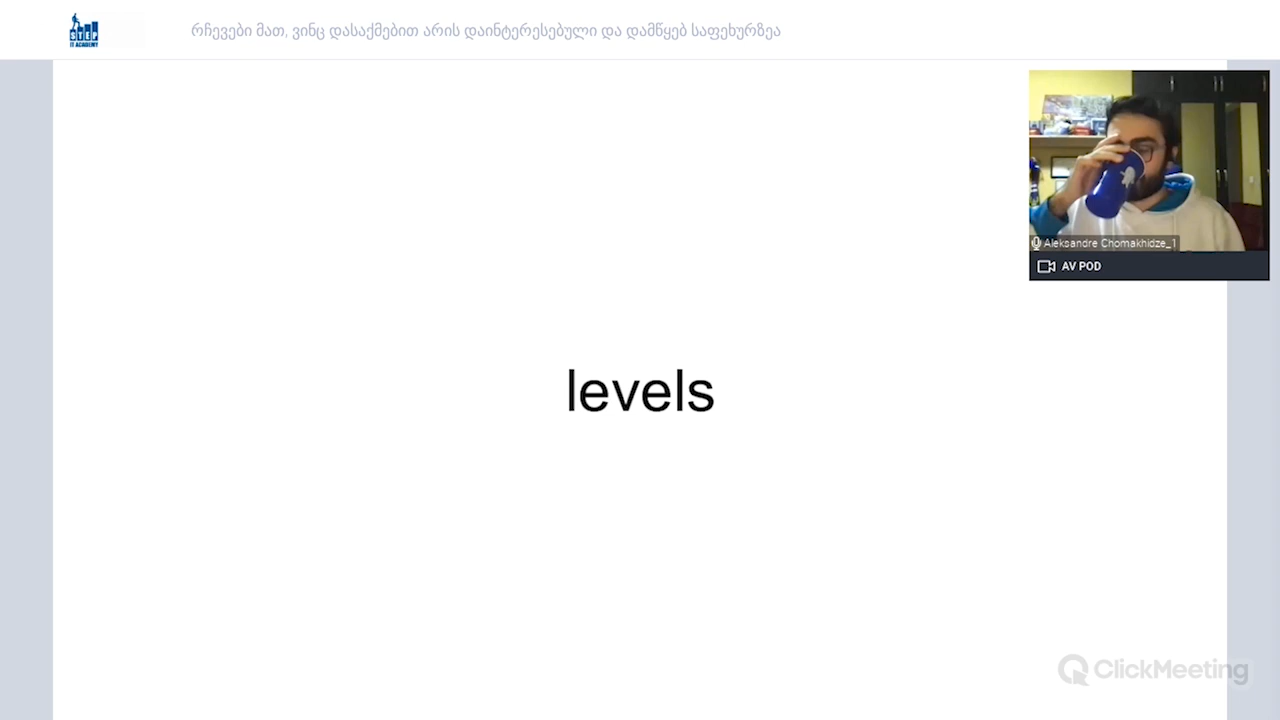 STEP
IT ACADEMY
რჩევები მათ, ვინც დასაქმებით არის დაინტერესებული და დამწყებ საფეხურზეა
Aleksandre Chomakhidze_1
AV POD
levels
ClickMeeting